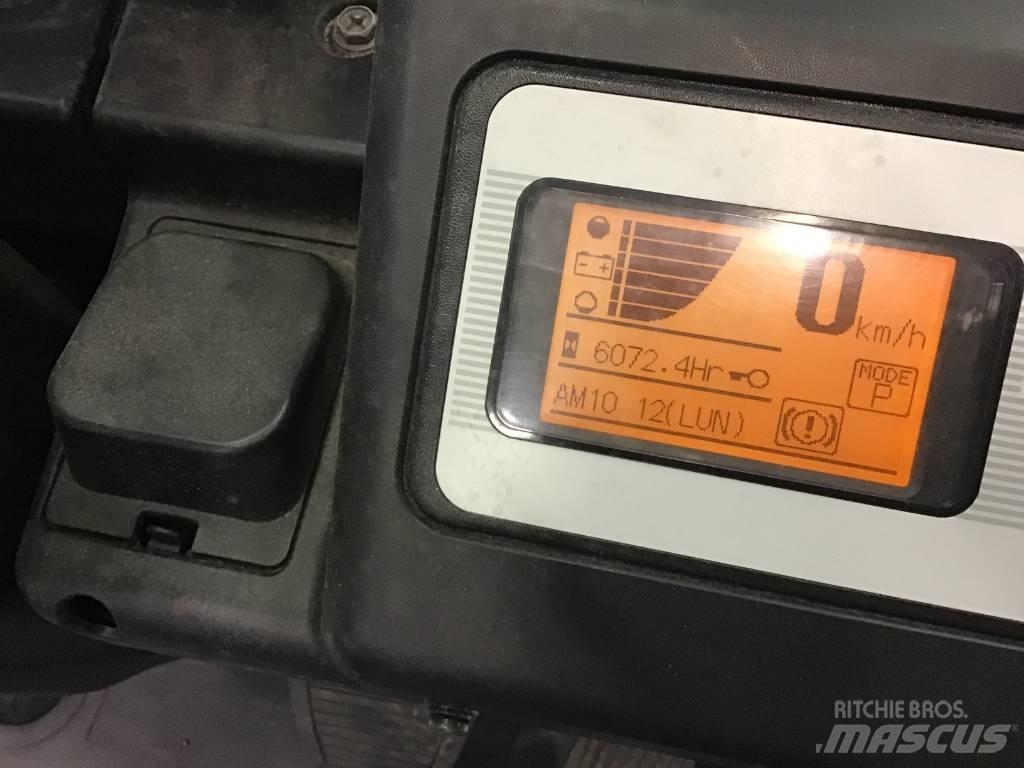 0 km/h
6072.4Hr
MODE
P
AM10 12(LUN)
RITCHIE BROS.
MASCUS